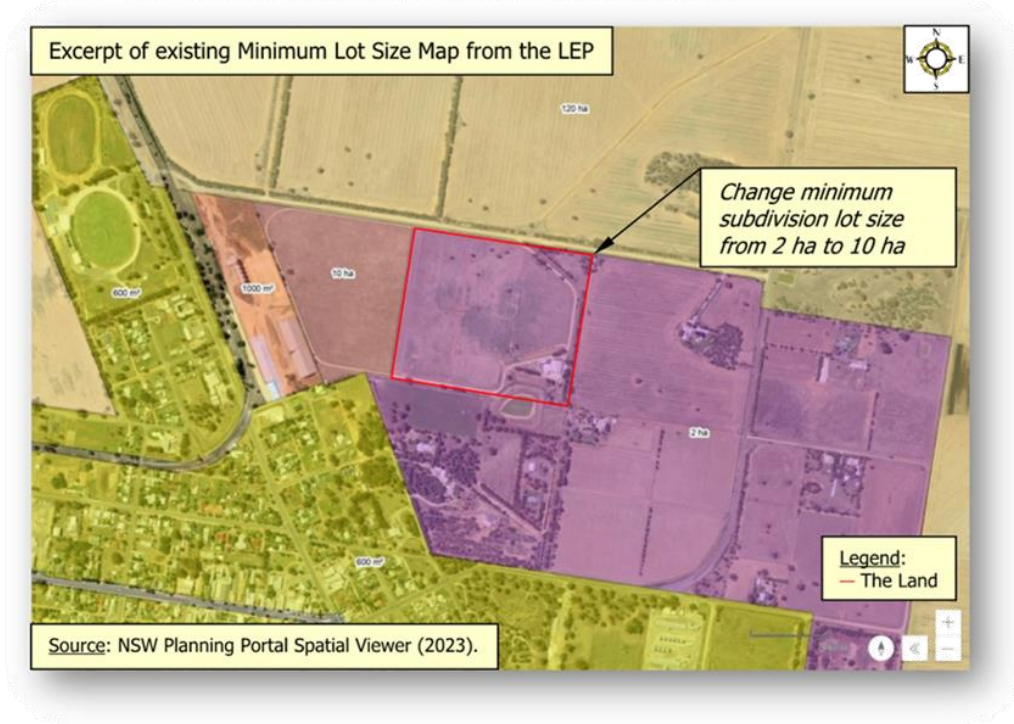 Excerpt of existing Minimum Lot Size Map from the LEP
N
W E
S
120 ha
Change minimum
subdivision lot size
from 2 ha to 10 ha
10 ha
1000 m²
600 m²
2 ha
600 m²
Legend:
The Land
Source: NSW Planning Portal Spatial Viewer (2023).